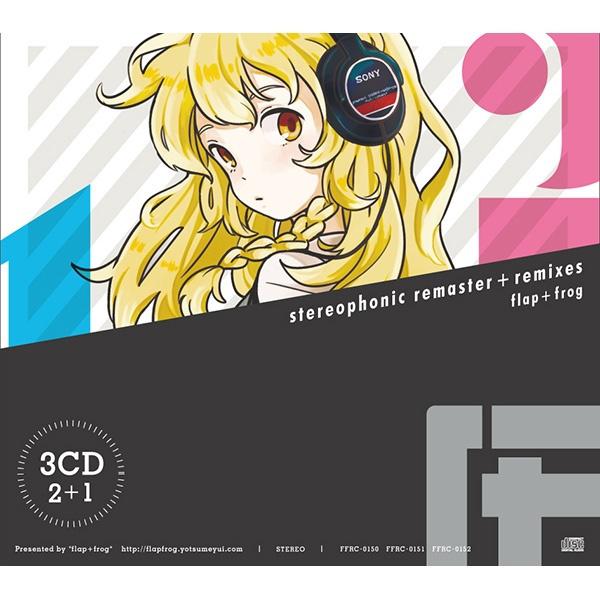 SONY
stereophonic remaster+remixes
flap+frog
3CD
2+1
Presented by "flap+frog" http://flapfrog.yotsumeyui.com | STEREO | FFRC-0150 FFRC-0151 FFRC-0152